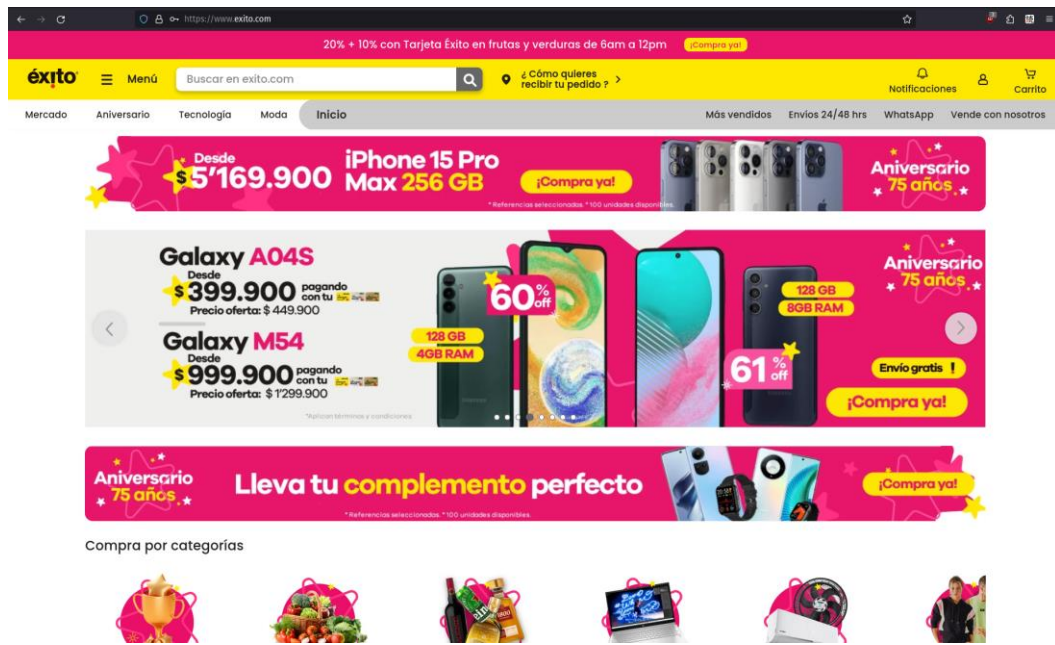 https://www.exito.com
20% + 10% con Tarjeta Éxito en frutas y verduras de 6am a 12pm ¡Compra ya!
éxito Menú Buscar en exito.com ¿Cómo quieres
recibir tu pedido ? Notificaciones Carrito
Mercado Aniversario Tecnología Moda Inicio Más vendidos Envíos 24/48 hrs WhatsApp Vende con nosotros
Desde
$5'169.900
iPhone 15 Pro
Max 256 GB
¡Compra ya!
* Referencias seleccionadas. * 100 unidades disponibles.
Aniversario
75 años
Galaxy A04S
Desde
$399.900 pagando
con tu
Precio oferta: $ 449.900
Galaxy M54
Desde
$999.900 pagando
con tu
Precio oferta: $ 1'299.900
*Aplican términos y condiciones
60% off
128 GB
4GB RAM
128 GB
8GB RAM
61% off
Aniversario
75 años
Envío gratis !
¡Compra ya!
Aniversario
75 años
Lleva tu complemento perfecto
* Referencias seleccionadas. * 100 unidades disponibles.
¡Compra ya!
Compra por categorías